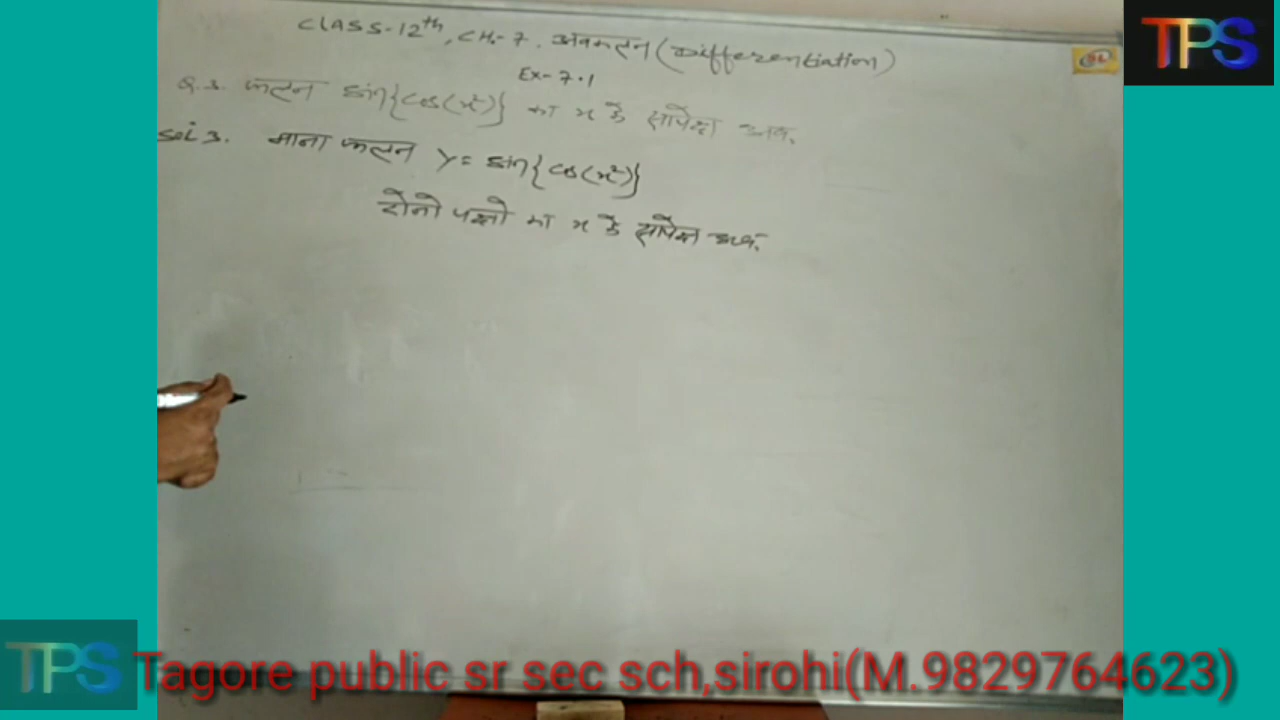 CLASS-12th, CH-7, अवकलन (Differentiation)
Ex-7.1
Q.3. फलन sin{cos(x²)} का x के सापेक्ष अव.
Sol 3. माना फलन y = sin{cos(x²)}
दोनो पक्षो का x के सापेक्ष अव.
TPS
TPS
Tagore public sr sec sch,sirohi(M.9829764623)